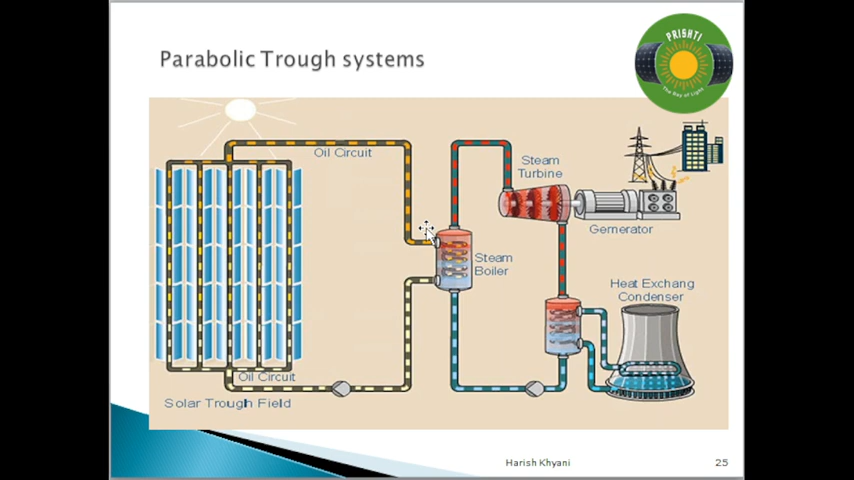 Parabolic Trough systems
PRISHTI
The Ray of Light
Oil Circuit
Steam
Turbine
Gernerator
Steam
Boiler
Heat Exchang
Condenser
Oil Circuit
Solar Trough Field
Harish Khyani
25